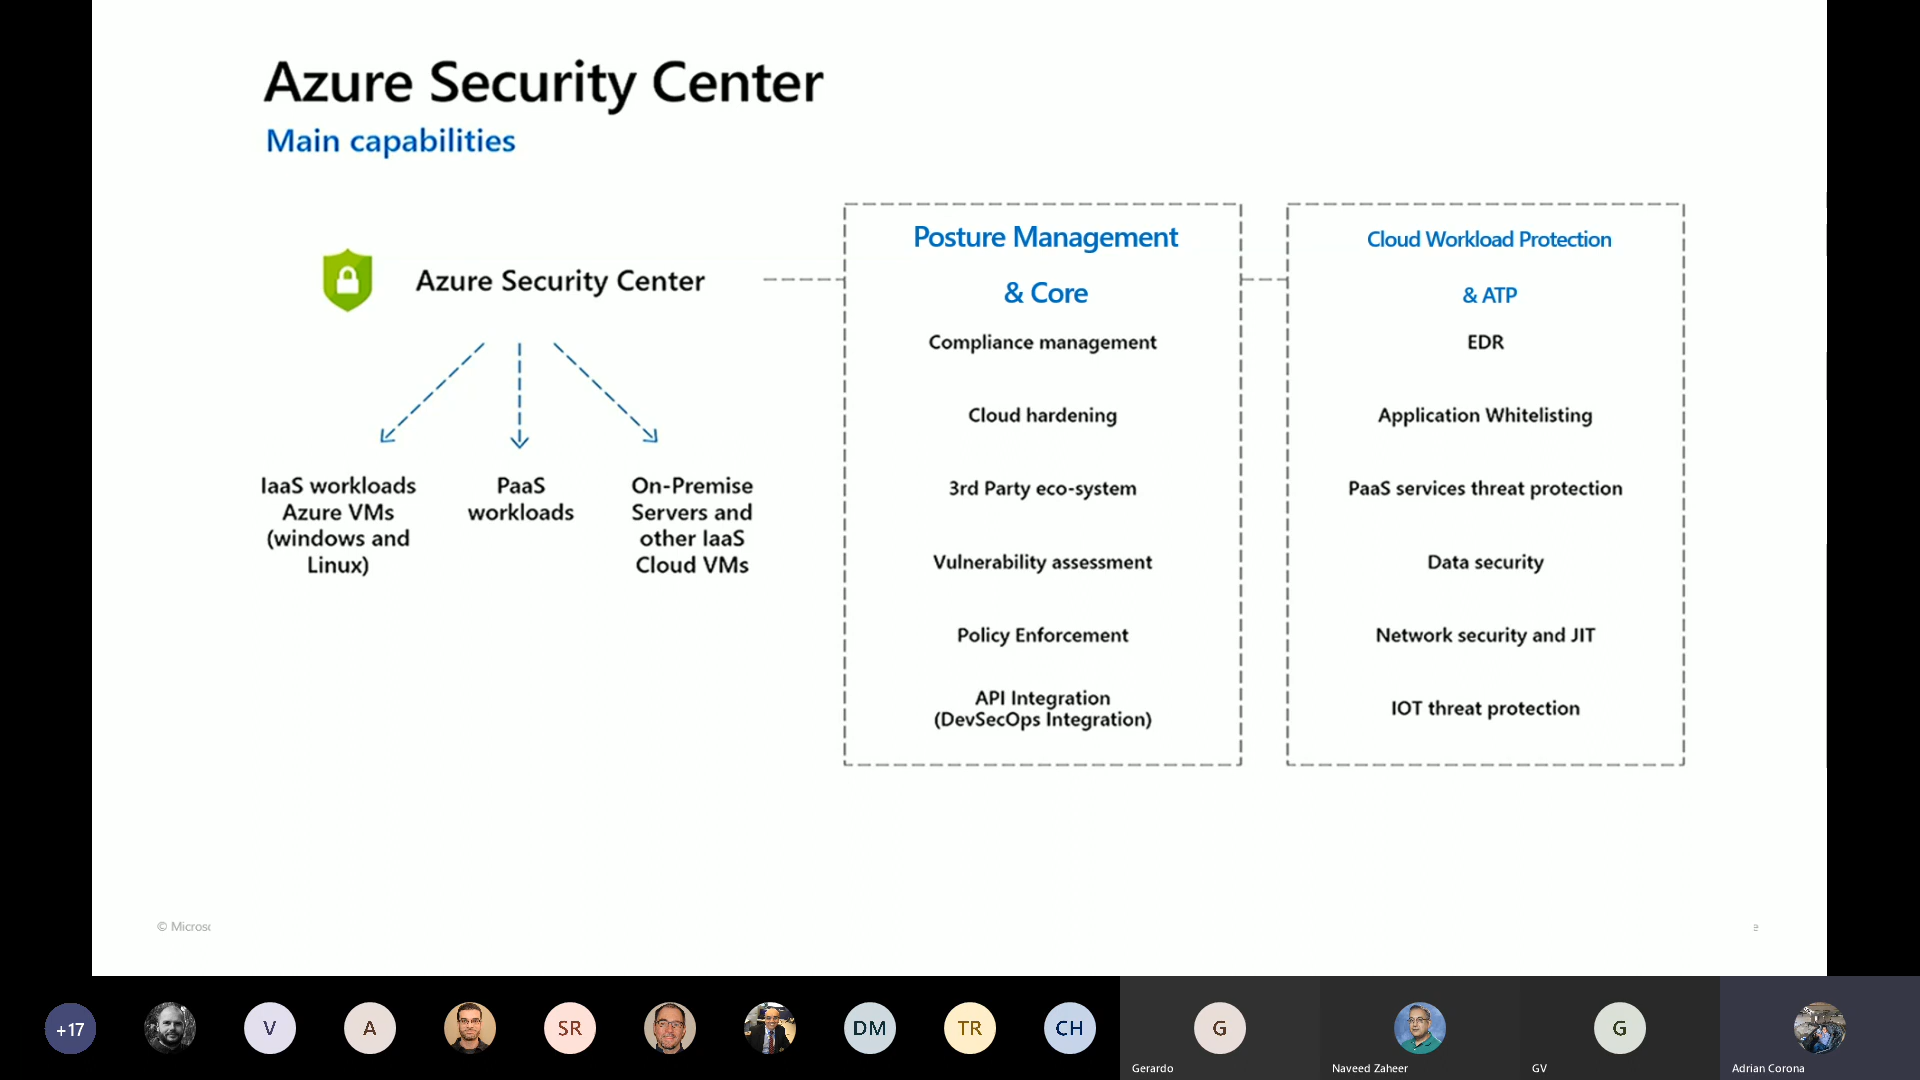 Azure Security Center
Main capabilities
Azure Security Center
IaaS workloads
Azure VMs
(windows and
Linux)
PaaS
workloads
On-Premise
Servers and
other IaaS
Cloud VMs
Posture Management
& Core
Compliance management
Cloud hardening
3rd Party eco-system
Vulnerability assessment
Policy Enforcement
API Integration
(DevSecOps Integration)
Cloud Workload Protection
& ATP
EDR
Application Whitelisting
PaaS services threat protection
Data security
Network security and JIT
IOT threat protection
© Microso
+17
V
A
SR
DM
TR
CH
G
Gerardo
Naveed Zaheer
G
GV
Adrian Corona